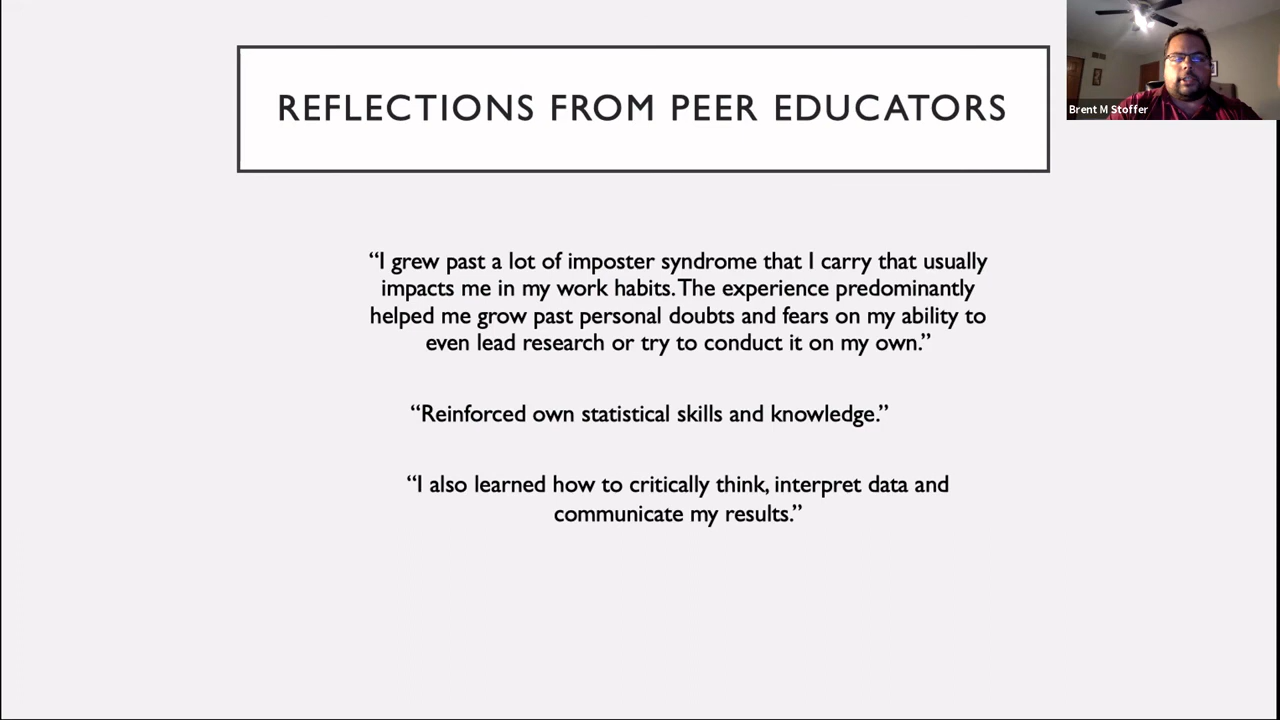 REFLECTIONS FROM PEER EDUCATORS
Brent M Stoffer
“I grew past a lot of imposter syndrome that I carry that usually
impacts me in my work habits. The experience predominantly
helped me grow past personal doubts and fears on my ability to
even lead research or try to conduct it on my own.”
“Reinforced own statistical skills and knowledge.”
“I also learned how to critically think, interpret data and
communicate my results.”